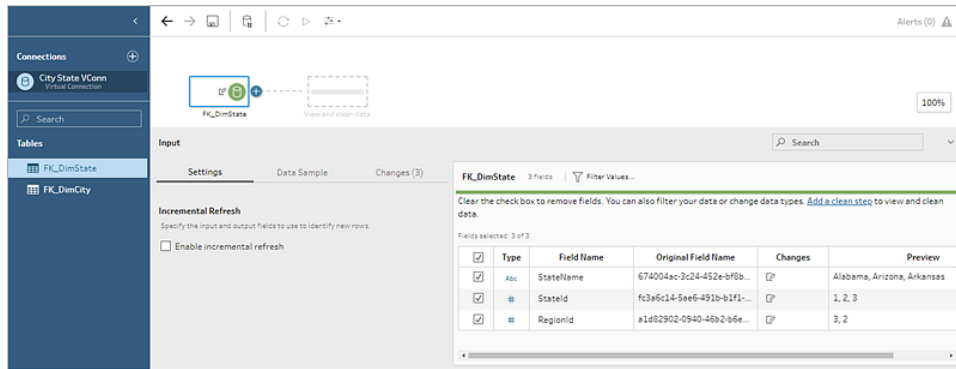 Alerts (0)
Connections
City State VConn
Virtual Connection
Search
Tables
FK_DimState
FK_DimCity
FK_DimState
View and clean data
100%
Input
Search
Settings
Data Sample
Changes (3)
Incremental Refresh
Specify the input and output fields to use to identify new rows.
Enable incremental refresh
FK_DimState 3 fields Filter Values...
Clear the check box to remove fields. You can also filter your data or change data types. Add a clean step to view and clean
data.
Fields selected: 3 of 3
Type Field Name Original Field Name Changes Preview
Abc StateName 674004ac-3c24-452e-bf8b... Alabama, Arizona, Arkansas
# StateId fc3a6c14-5ae6-491b-b1f1-... 1, 2, 3
# RegionId a1d82902-0940-46b2-b6e... 3, 2